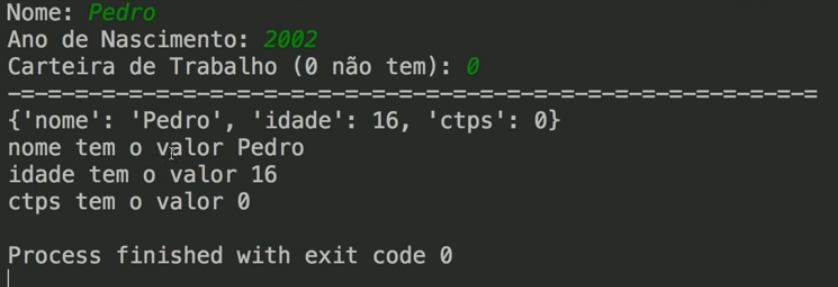 Nome: Pedro
Ano de Nascimento: 2002
Carteira de Trabalho (0 não tem): 0
-=-=-=-=-=-=-=-=-=-=-=-=-=-=-=-=-=-=-=-=-=-=-=-=-=-=-=-=-=-=
{'nome': 'Pedro', 'idade': 16, 'ctps': 0}
nome tem o valor Pedro
idade tem o valor 16
ctps tem o valor 0
Process finished with exit code 0